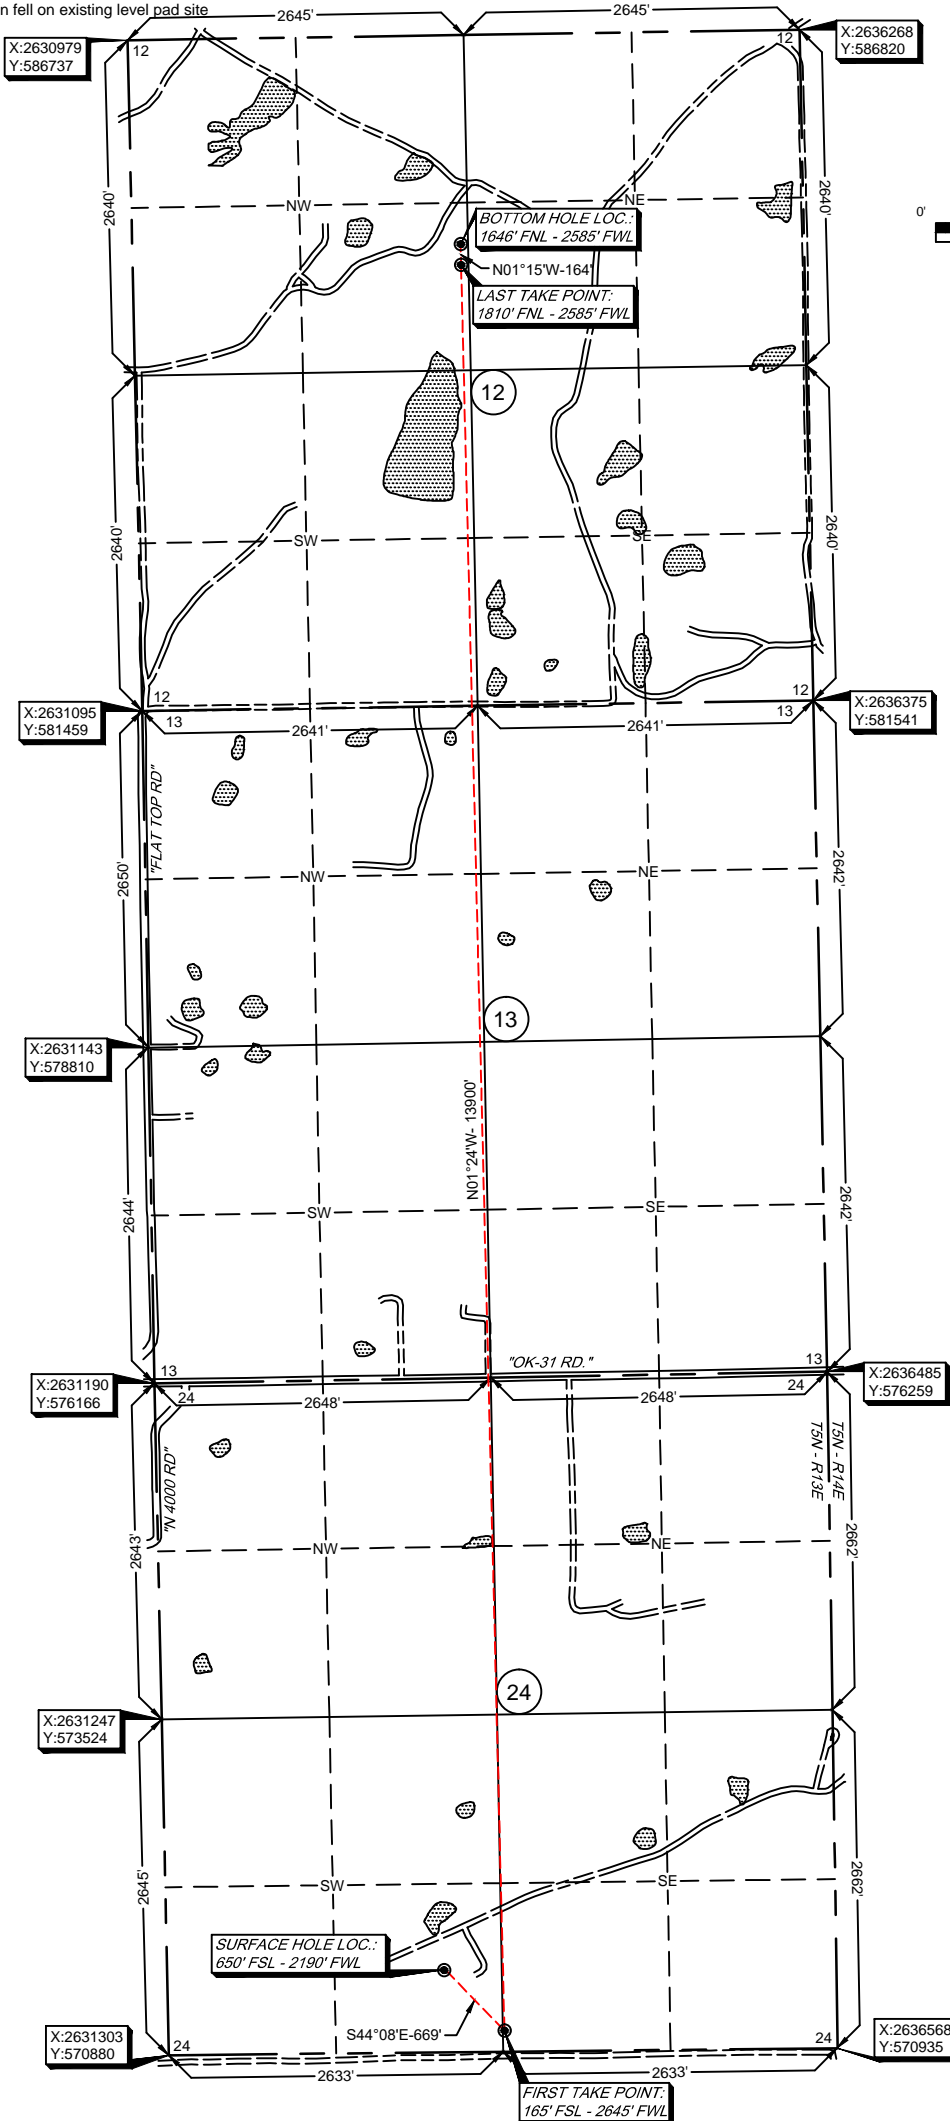 n fell on existing level pad site
2645'
2645'
X:2630979
Y:586737
12
12
X:2636268
Y:586820
2640'
2640'
NW
NE
0'
BOTTOM HOLE LOC.:
1646' FNL - 2585' FWL
N01°15'W-164'
LAST TAKE POINT:
1810' FNL - 2585' FWL
12
2640'
2640'
SW
SE
X:2631095
Y:581459
12
13
12
13
X:2636375
Y:581541
2641'
2641'
"FLAT TOP RD"
2650'
2642'
NW
NE
X:2631143
Y:578810
13
N01°24'W- 13900'
2644'
2642'
SW
SE
"OK-31 RD."
X:2631190
Y:576166
13
24
13
24
X:2636485
Y:576259
2648'
2648'
"N 4000 RD"
T5N - R13E
T5N - R14E
2643'
2662'
NW
NE
24
X:2631247
Y:573524
2645'
2662'
SW
SE
SURFACE HOLE LOC.:
650' FSL - 2190' FWL
S44°08'E-669'
X:2631303
Y:570880
24
24
X:2636568
Y:570935
2633'
2633'
FIRST TAKE POINT:
165' FSL - 2645' FWL